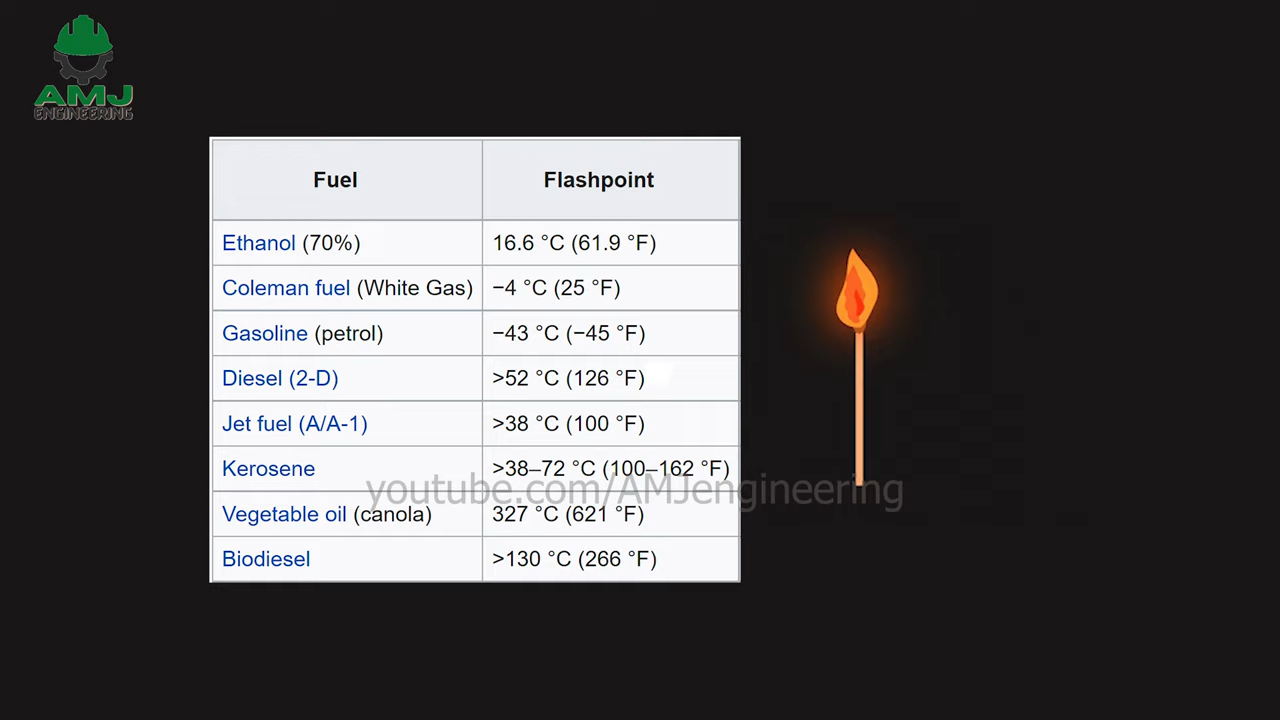 AMJ
ENGINEERING
Fuel Flashpoint
Ethanol (70%) 16.6 °C (61.9 °F)
Coleman fuel (White Gas) −4 °C (25 °F)
Gasoline (petrol) −43 °C (−45 °F)
Diesel (2-D) >52 °C (126 °F)
Jet fuel (A/A-1) >38 °C (100 °F)
Kerosene >38–72 °C (100–162 °F)
youtube.com/AMJengineering
Vegetable oil (canola) 327 °C (621 °F)
Biodiesel >130 °C (266 °F)